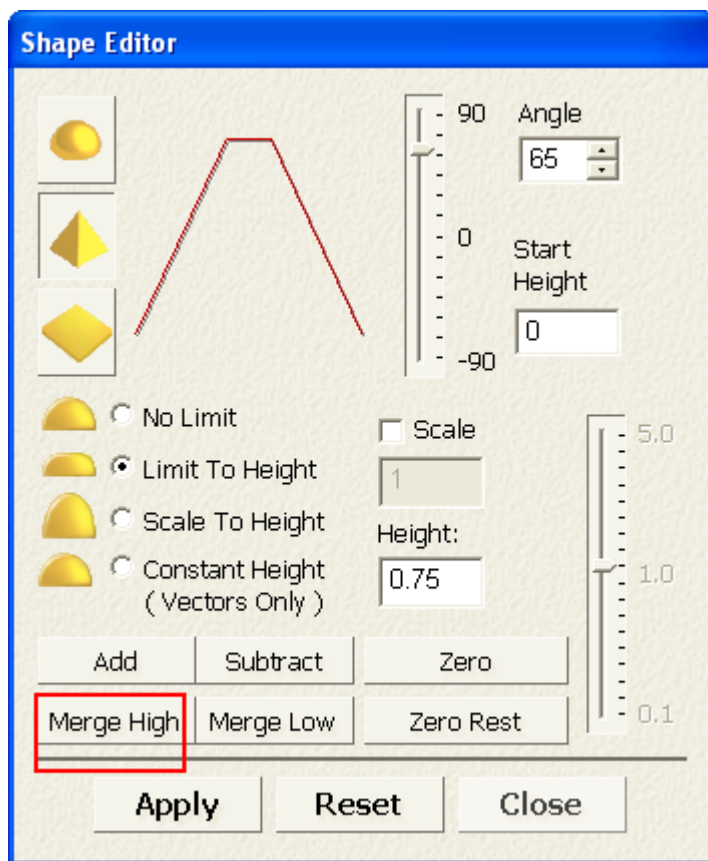 Shape Editor
90
Angle
65
0
Start
Height
0
-90
No Limit
Limit To Height
Scale To Height
Constant Height
( Vectors Only )
Scale
1
Height:
0.75
5.0
1.0
0.1
Add
Subtract
Zero
Merge High
Merge Low
Zero Rest
Apply
Reset
Close